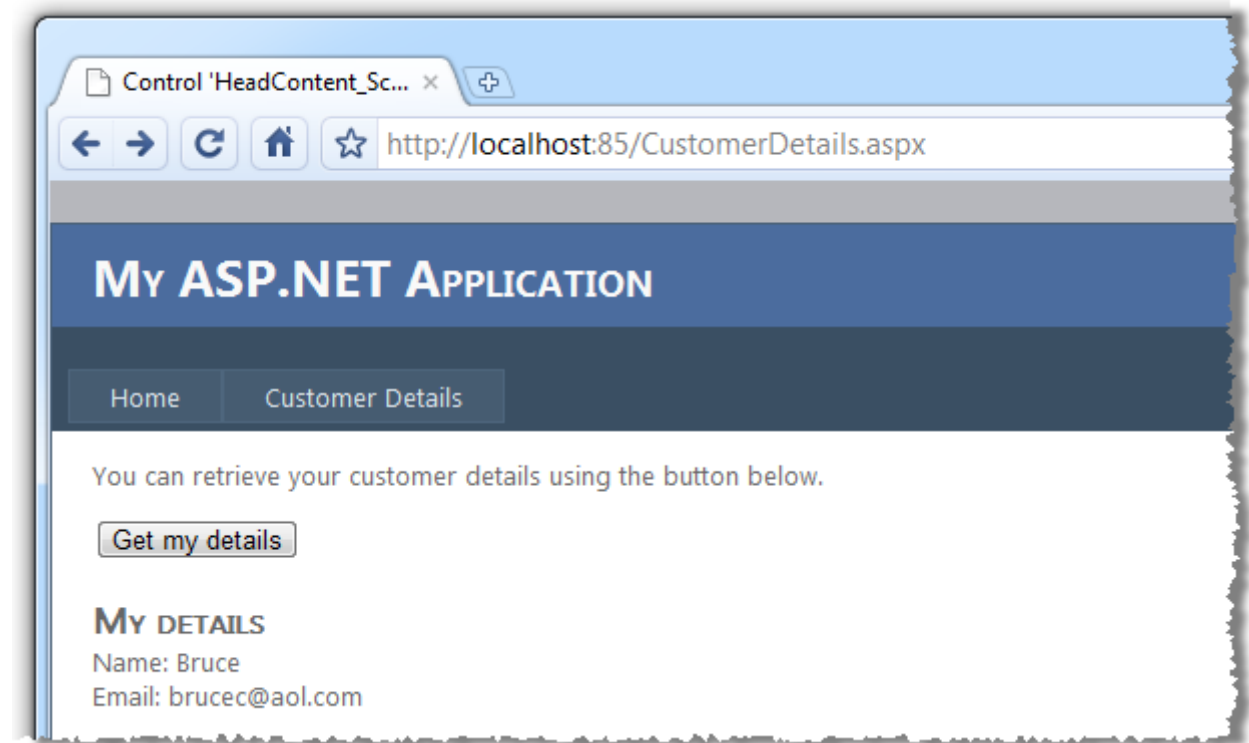 Control 'HeadContent_Sc...
http://localhost:85/CustomerDetails.aspx
My ASP.NET Application
Home
Customer Details
You can retrieve your customer details using the button below.
Get my details
My details
Name: Bruce
Email: brucec@aol.com